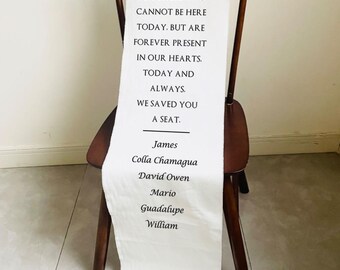 CANNOT BE HERE
TODAY, BUT ARE
FOREVER PRESENT
IN OUR HEARTS.
TODAY AND
ALWAYS.
WE SAVED YOU
A SEAT.
James
Colla Chamagua
David Owen
Mario
Guadalupe
William